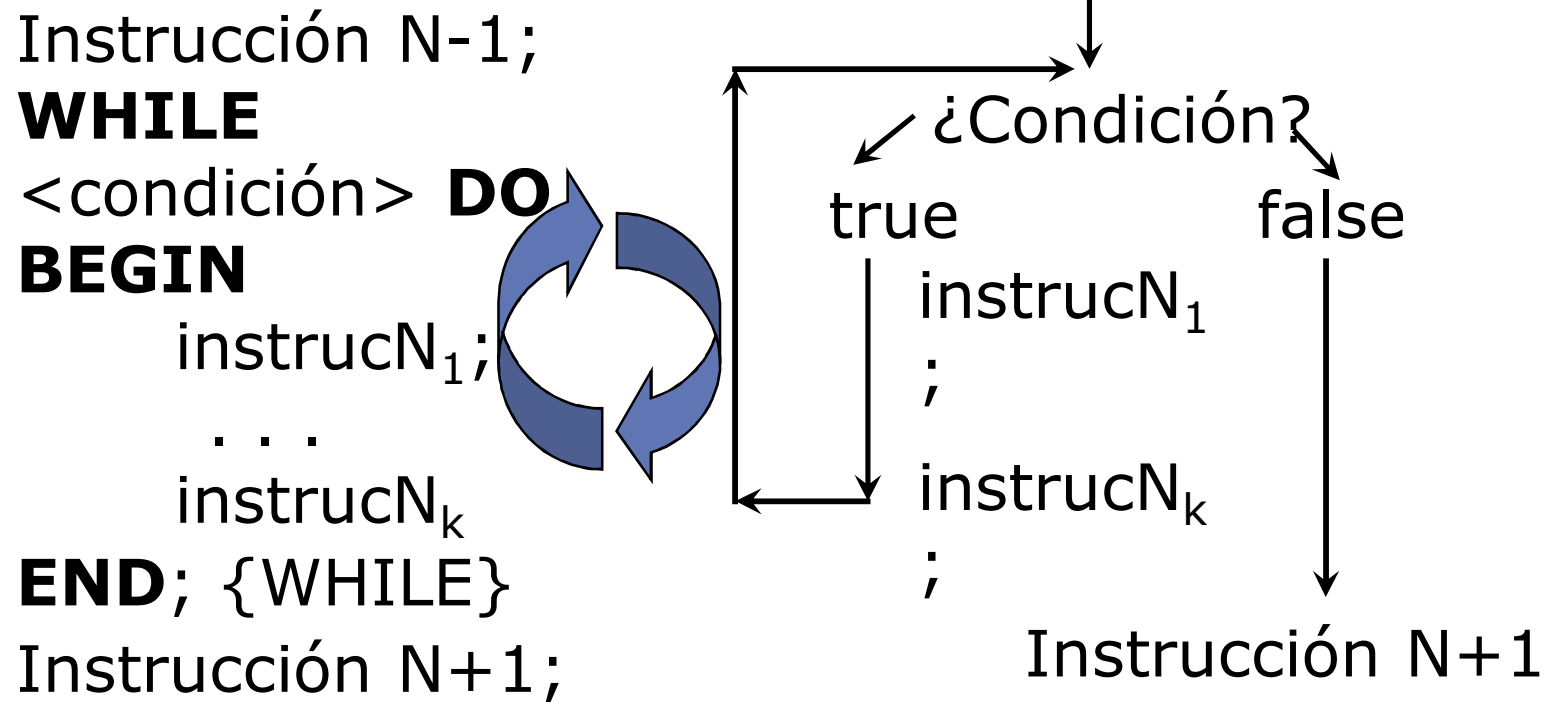 Instrucción N-1;
WHILE
<condición> DO
BEGIN
instrucN₁;
. . .
instrucNₖ
END; {WHILE}
Instrucción N+1;
¿Condición?
true false
instrucN₁
;
instrucNₖ
;
Instrucción N+1